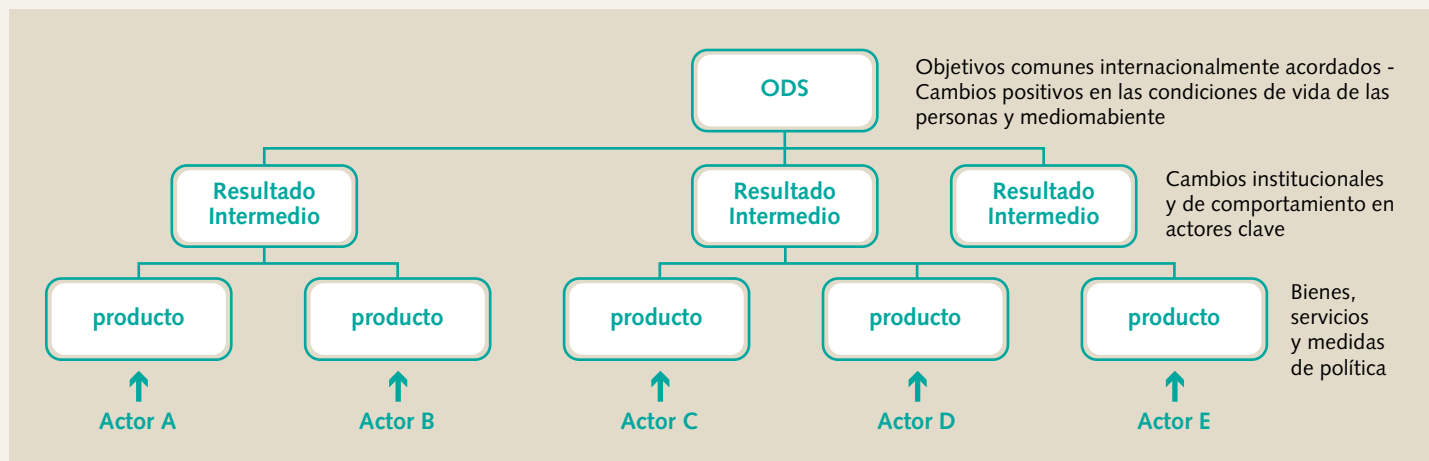 ODS
Objetivos comunes internacionalmente acordados -
Cambios positivos en las condiciones de vida de las
personas y mediomabiente
Resultado
Intermedio
Resultado
Intermedio
Resultado
Intermedio
Cambios institucionales
y de comportamiento en
actores clave
producto
producto
producto
producto
producto
Bienes,
servicios
y medidas
de política
Actor A
Actor B
Actor C
Actor D
Actor E